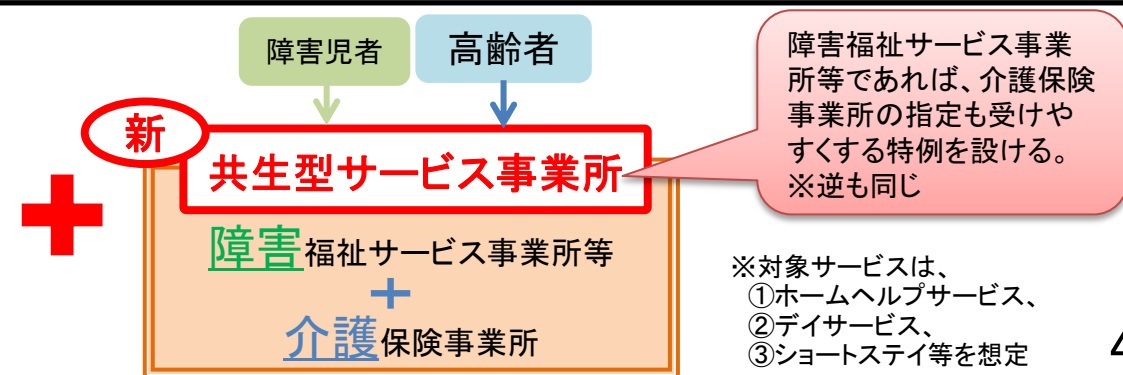 障害児者
高齢者
新
共生型サービス事業所
障害福祉サービス事業所等
＋
介護保険事業所
障害福祉サービス事業
所等であれば、介護保険
事業所の指定も受けや
すくする特例を設ける。
※逆も同じ
※対象サービスは、
①ホームヘルプサービス、
②デイサービス、
③ショートステイ等を想定